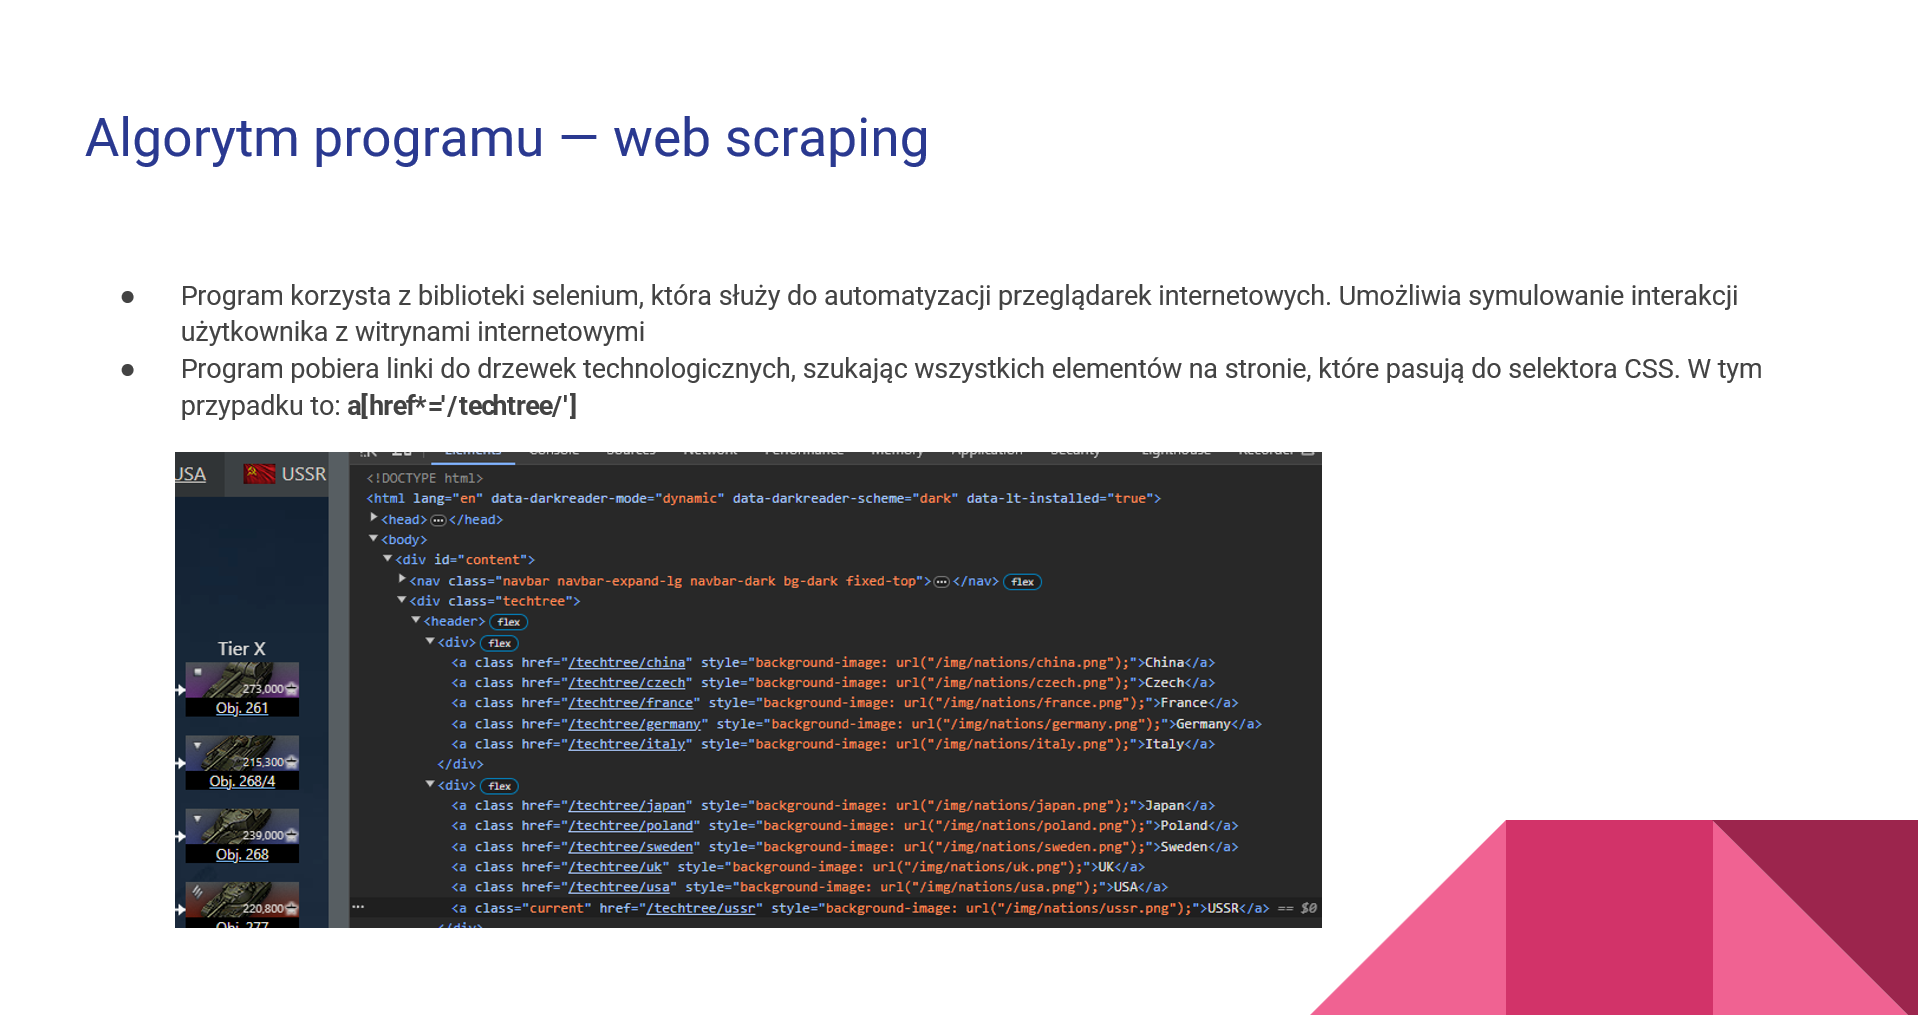 Algorytm programu — web scraping
● Program korzysta z biblioteki selenium, która służy do automatyzacji przeglądarek internetowych. Umożliwia symulowanie interakcji
użytkownika z witrynami internetowymi
● Program pobiera linki do drzewek technologicznych, szukając wszystkich elementów na stronie, które pasują do selektora CSS. W tym
przypadku to: a[href*='/techtree/']
USA USSR
Tier X
273,000
Obj. 261
215,300
Obj. 268/4
239,000
Obj. 268
220,800
Obj. 277
Elements Console Sources Network Performance Memory Application Security Lighthouse Recorder
<!DOCTYPE html>
<html lang="en" data-darkreader-mode="dynamic" data-darkreader-scheme="dark" data-lt-installed="true">
<head>…</head>
<body>
<div id="content">
<nav class="navbar navbar-expand-lg navbar-dark bg-dark fixed-top">…</nav> flex
<div class="techtree">
<header> flex
<div> flex
<a class href="/techtree/china" style="background-image: url("/img/nations/china.png");">China</a>
<a class href="/techtree/czech" style="background-image: url("/img/nations/czech.png");">Czech</a>
<a class href="/techtree/france" style="background-image: url("/img/nations/france.png");">France</a>
<a class href="/techtree/germany" style="background-image: url("/img/nations/germany.png");">Germany</a>
<a class href="/techtree/italy" style="background-image: url("/img/nations/italy.png");">Italy</a>
</div>
<div> flex
<a class href="/techtree/japan" style="background-image: url("/img/nations/japan.png");">Japan</a>
<a class href="/techtree/poland" style="background-image: url("/img/nations/poland.png");">Poland</a>
<a class href="/techtree/sweden" style="background-image: url("/img/nations/sweden.png");">Sweden</a>
<a class href="/techtree/uk" style="background-image: url("/img/nations/uk.png");">UK</a>
<a class href="/techtree/usa" style="background-image: url("/img/nations/usa.png");">USA</a>
… <a class="current" href="/techtree/ussr" style="background-image: url("/img/nations/ussr.png");">USSR</a> == $0
</div>